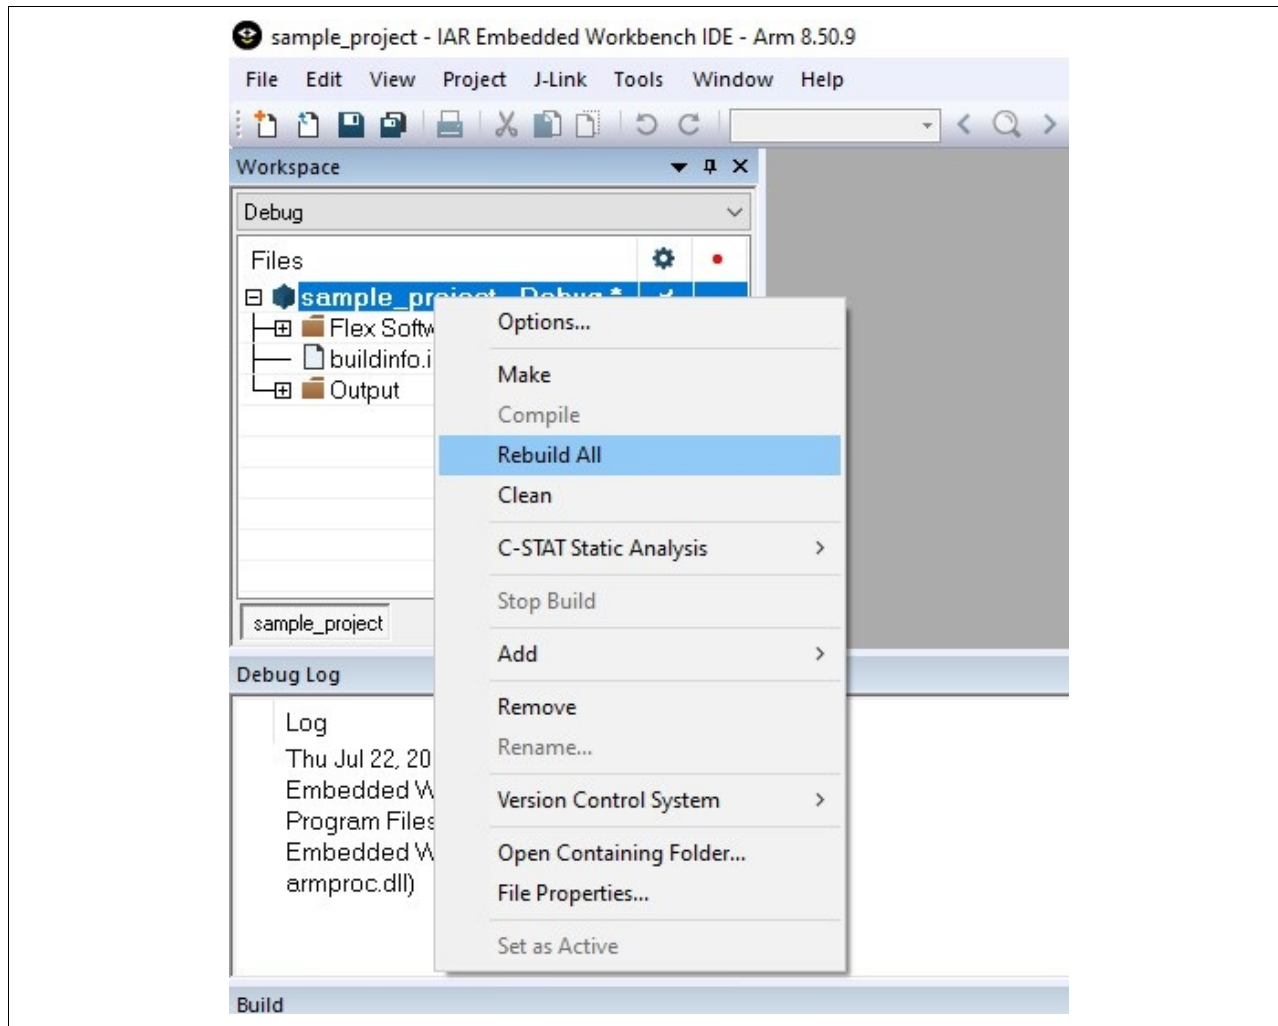 sample_project - IAR Embedded Workbench IDE - Arm 8.50.9
File Edit View Project J-Link Tools Window Help
Workspace
Debug
Files
sample_project - Debug *
Flex Softw
buildinfo.i
Output
sample_project
Options...
Make
Compile
Rebuild All
Clean
C-STAT Static Analysis
Stop Build
Add
Remove
Rename...
Version Control System
Open Containing Folder...
File Properties...
Set as Active
Debug Log
Log
Thu Jul 22, 20
Embedded W
Program Files
Embedded W
armproc.dll)
Build